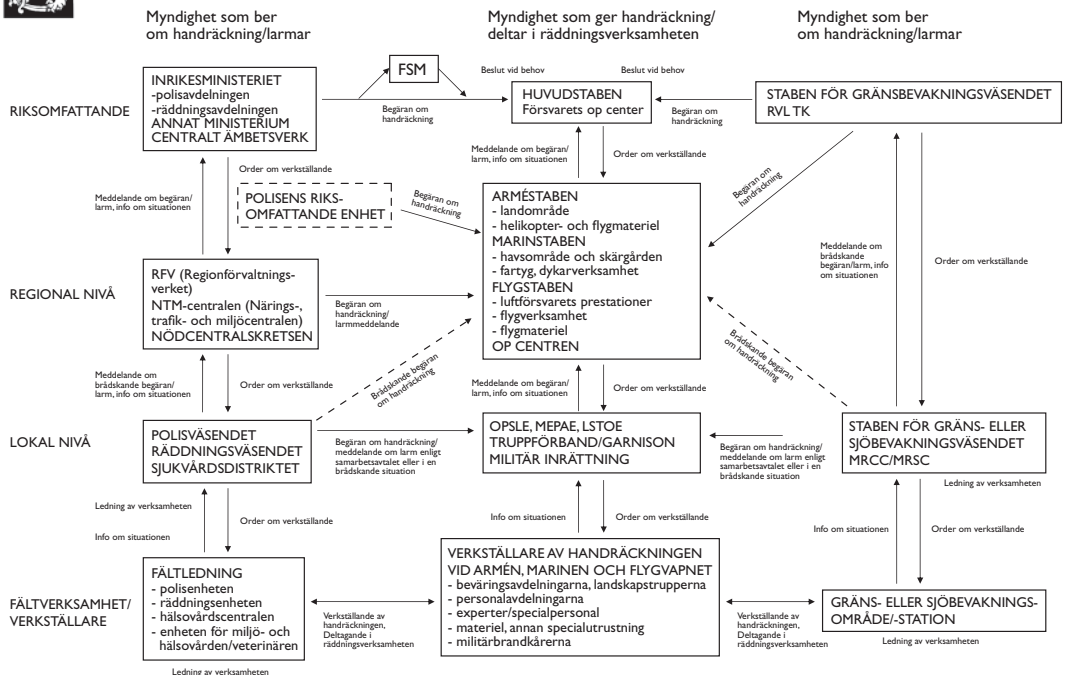 Myndighet som ber
om handräckning/larmar
Myndighet som ger handräckning/
deltar i räddningsverksamheten
Myndighet som ber
om handräckning/larmar
RIKSOMFATTANDE
INRIKESMINISTERIET
-polisavdelningen
-räddningsavdelningen
ANNAT MINISTERIUM
CENTRALT ÄMBETSVERK
FSM
Begäran om
handräckning
Beslut vid behov
Beslut vid behov
HUVUDSTABEN
Försvarets op center
Begäran om
handräckning
STABEN FÖR GRÄNSBEVAKNINGSVÄSENDET
RVL TK
Meddelande om begäran/
larm, info om situationen
Order om verkställande
Meddelande om begäran/
larm, info om situationen
Order om verkställande
POLISENS RIKS-
OMFATTANDE ENHET
Begäran om
handräckning
Begäran om
handräckning
ARMÉSTABEN
- landområde
- helikopter- och flygmateriel
MARINSTABEN
- havsområde och skärgården
- fartyg, dykarverksamhet
FLYGSTABEN
- luftförsvarets prestationer
- flygverksamhet
- flygmateriel
OP CENTREN
Meddelande om
brådskande
begäran/larm, info
om situationen
Order om verkställande
REGIONAL NIVÅ
RFV (Regionförvaltnings-
verket)
NTM-centralen (Närings-,
trafik- och miljöcentralen)
NÖDCENTRALSKRETSEN
Begäran om
handräckning/
larmmeddelande
Brådskande begäran
om handräckning
Brådskande begäran
om handräckning
Meddelande om
brådskande begäran/
larm, info om situationen
Order om verkställande
Meddelande om begäran/
larm, info om situationen
Order om verkställande
LOKAL NIVÅ
POLISVÄSENDET
RÄDDNINGSVÄSENDET
SJUKVÅRDSDISTRIKTET
Begäran om handräckning/
meddelande om larm enligt
samarbetsavtalet eller i en
brådskande situation
OPSLE, MEPAE, LSTOE
TRUPPFÖRBAND/GARNISON
MILITÄR INRÄTTNING
Begäran om handräckning/
meddelande om larm enligt
samarbetsavtalet eller i en
brådskande situation
STABEN FÖR GRÄNS- ELLER
SJÖBEVAKNINGSVÄSENDET
MRCC/MRSC
Ledning av verksamheten
Ledning av verksamheten
Info om situationen
Order om verkställande
Info om situationen
Order om verkställande
Info om situationen
Order om verkställande
FÄLTVERKSAMHET/
VERKSTÄLLARE
FÄLTLEDNING
- polisenheten
- räddningsenheten
- hälsovårdscentralen
- enheten för miljö- och
hälsovården/veterinären
Ledning av verksamheten
Verkställande av
handräckningen,
Deltagande i
räddningsverksamheten
VERKSTÄLLARE AV HANDRÄCKNINGEN
VID ARMÉN, MARINEN OCH FLYGVAPNET
- beväringsavdelningarna, landskapstrupperna
- personalavdelningarna
- experter/specialpersonal
- materiel, annan specialutrustning
- militärbrandkårerna
Verkställande av
handräckningen,
Deltagande i
räddningsverksamheten
GRÄNS- ELLER SJÖBEVAKNINGS-
OMRÅDE/-STATION
Ledning av verksamheten